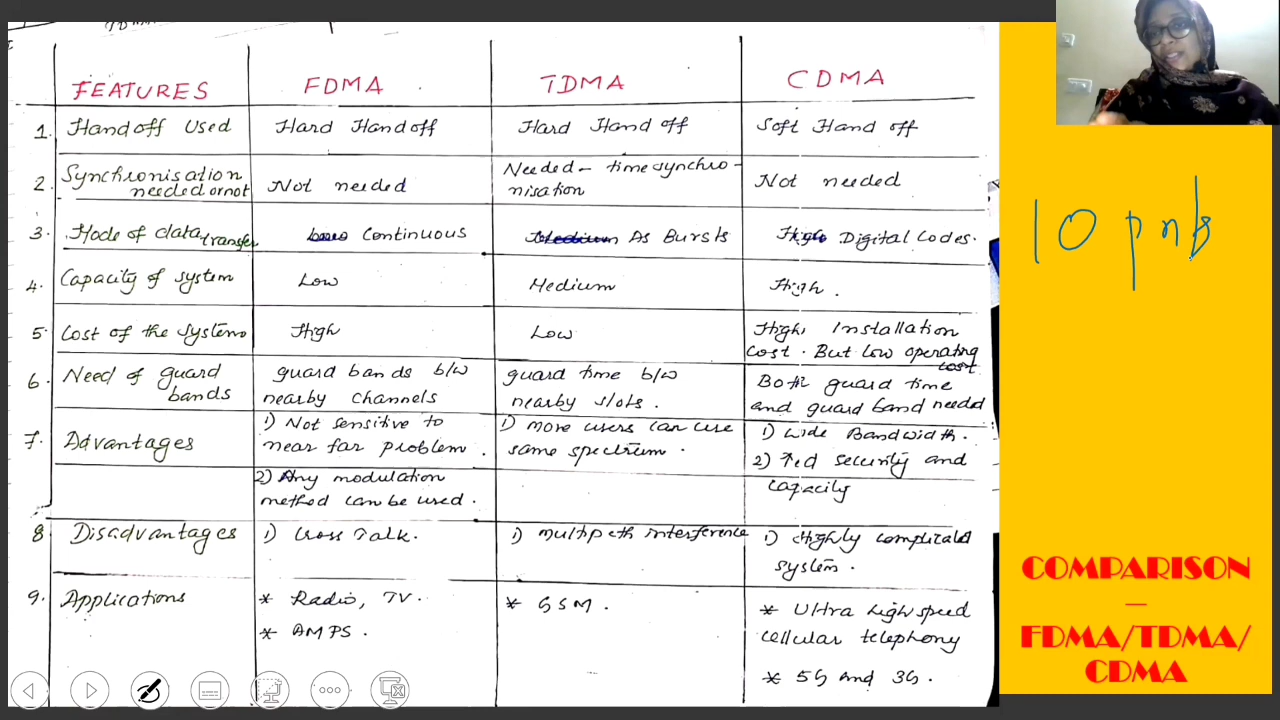 FEATURES FDMA TDMA CDMA
1. Handoff Used Hard Handoff Hard Hand off Soft Hand off
2. Synchronisation needed or not Not needed Needed - time synchro - nisation Not needed
3. Mode of data transfer Continuous As Bursts Digital Codes.
4. Capacity of system Low Medium High.
5. Cost of the system High Low High, Installation cost. But low operating cost
6. Need of guard bands guard bands b/w nearby channels guard time b/w nearby slots. Both guard time and guard band needed
7. Advantages 1) Not sensitive to near far problem. 1) more users can use same spectrum. 1) Wide Bandwidth.
2) Any modulation method can be used. 2) ↑ed security and capacity
8 Disadvantages 1) Cross Talk. 1) multipath interference 1) Highly complicated system.
9. Applications * Radio, TV. * GSM. * Ultra high speed cellular telephony
* AMPS. * 5G and 3G.
10
COMPARISON
–
FDMA/TDMA/
CDMA